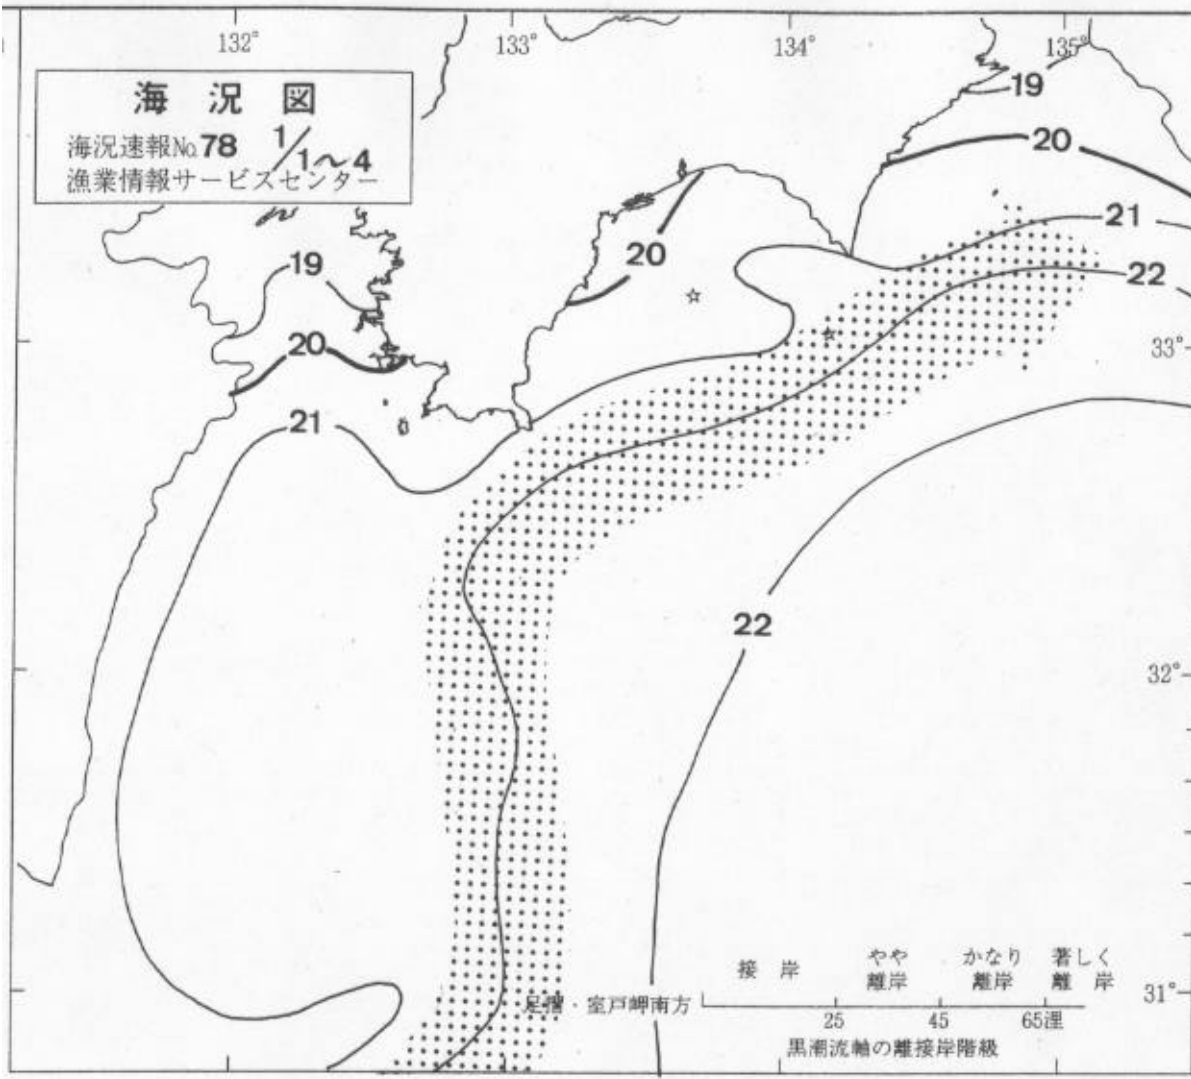 132°
133°
134°
135°
海況図
海況速報No.78 1/1～4
漁業情報サービスセンター
19
20
21
22
19
20
21
20
33°
22
32°
接岸
やや離岸
かなり離岸
著しく離岸
足摺・室戸岬南方
25
45
65浬
31°
黒潮流軸の離接岸階級